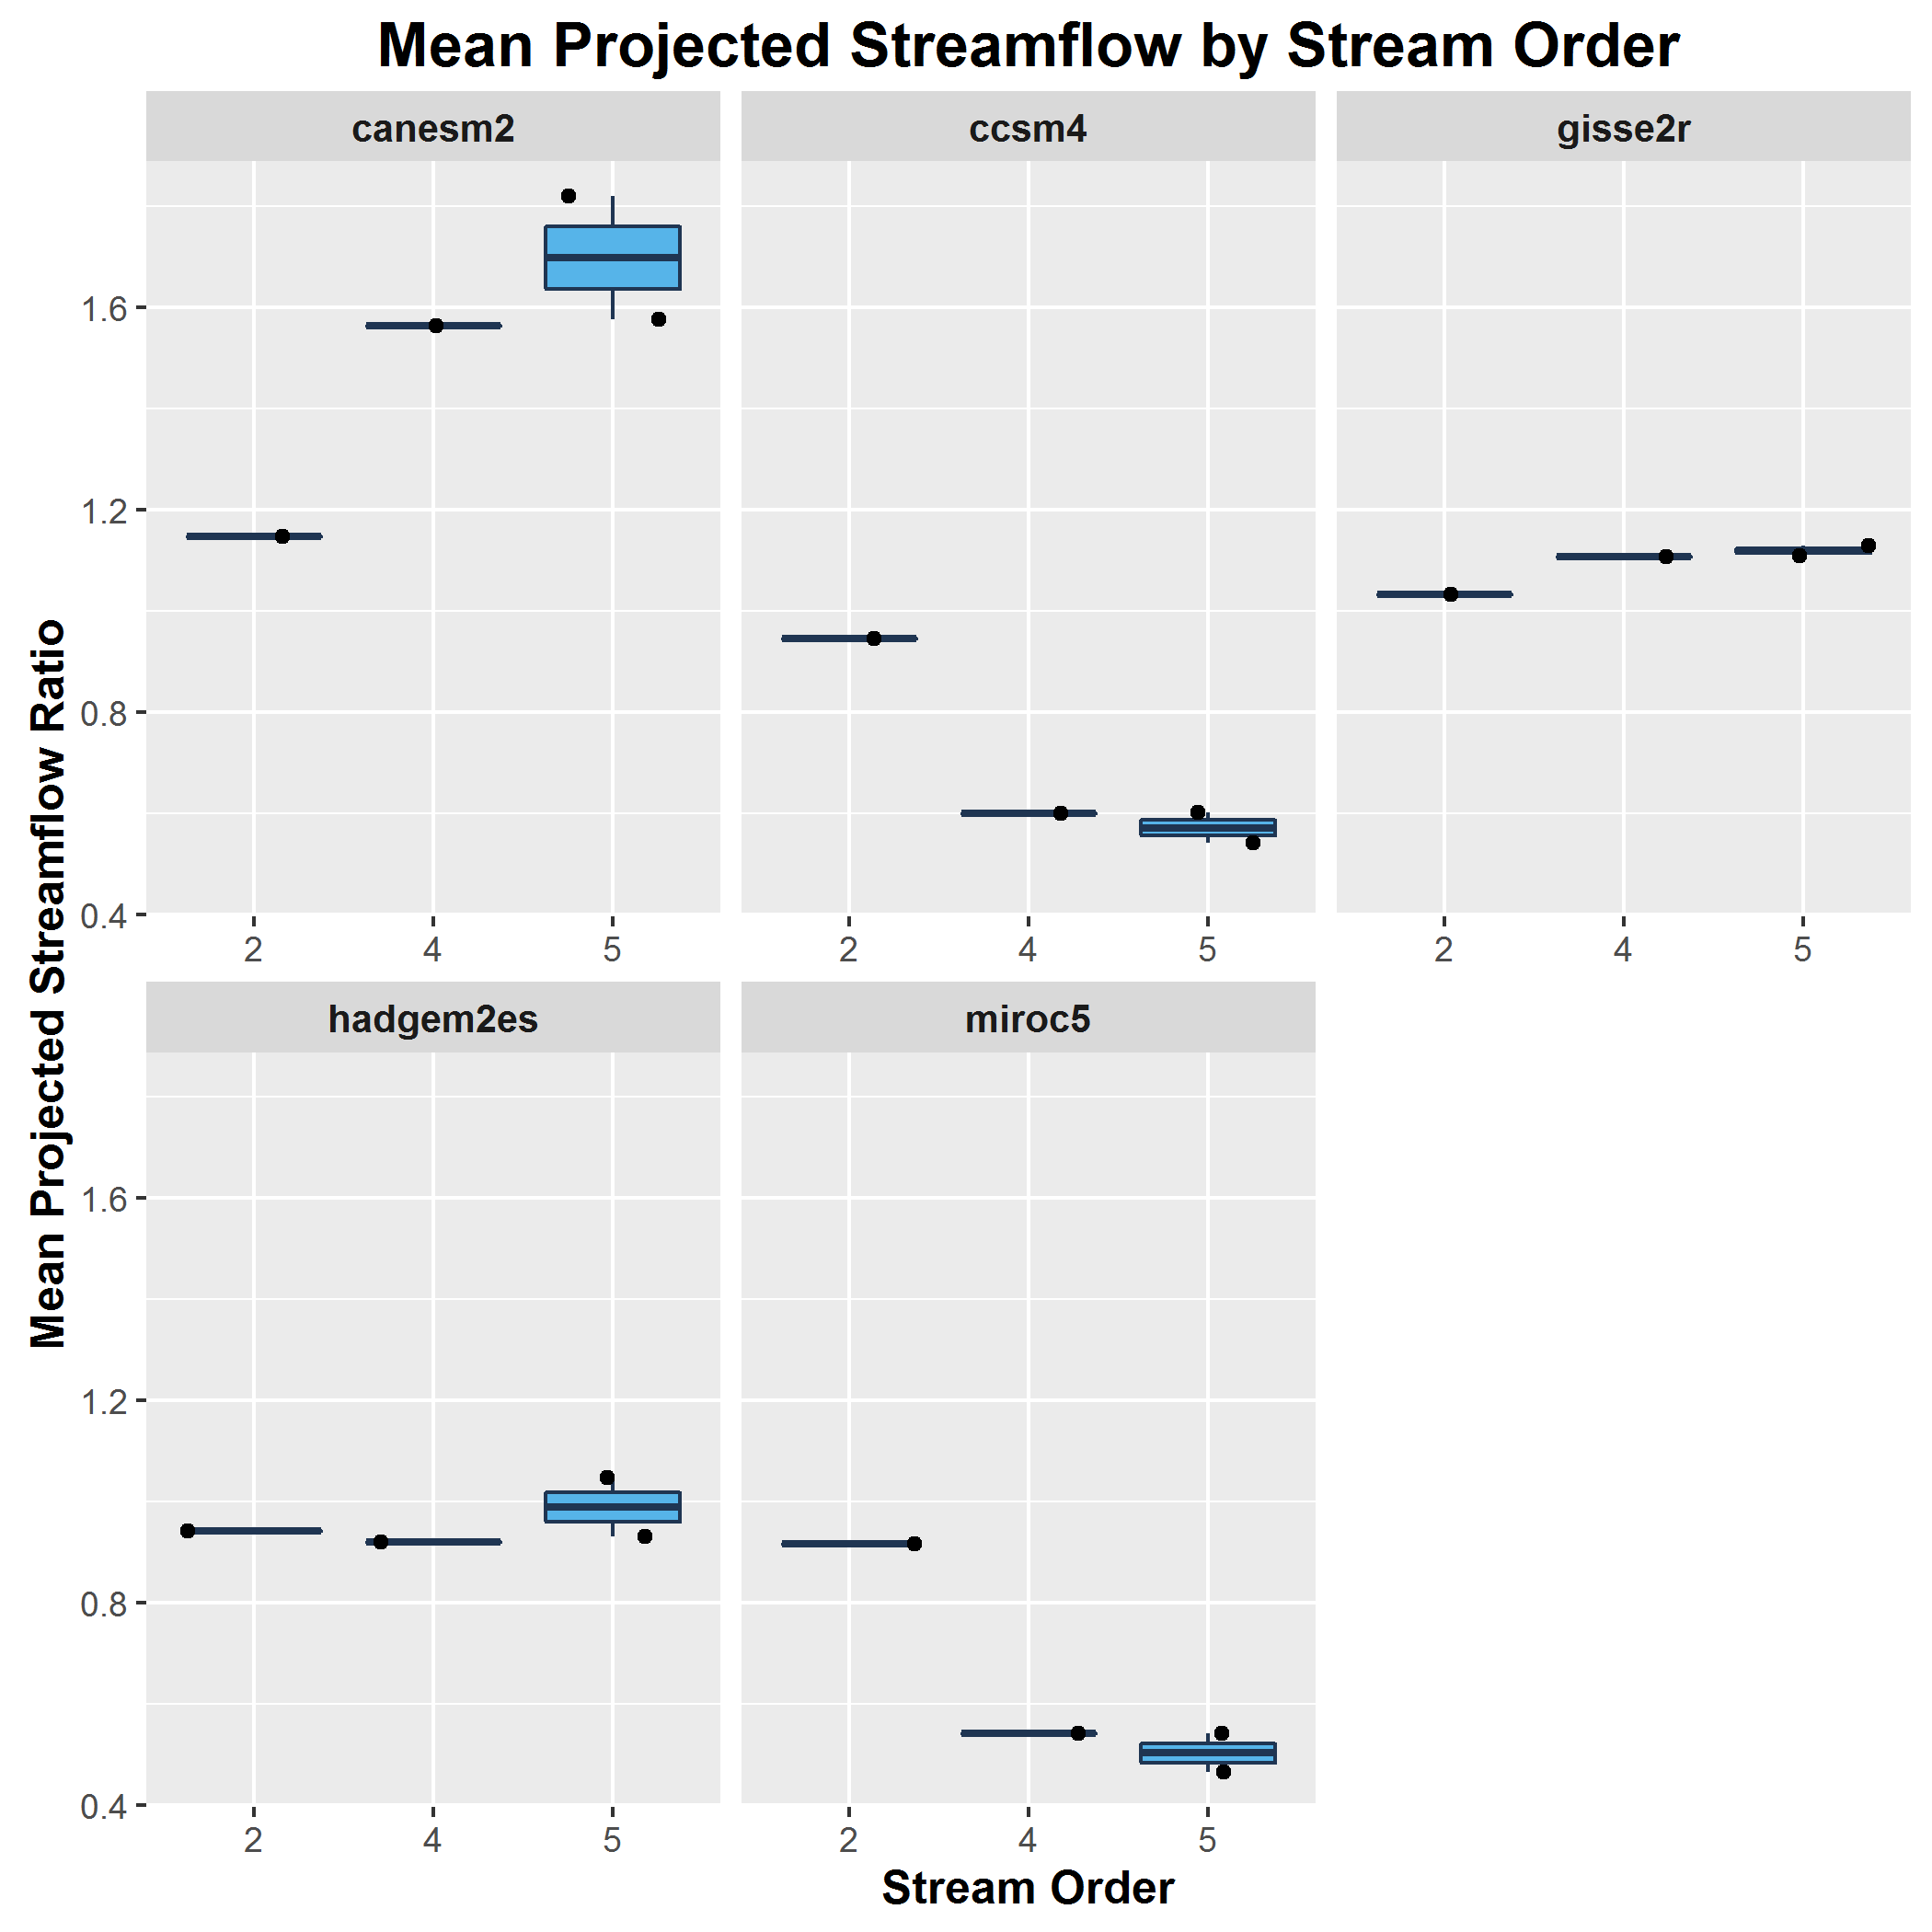 Mean Projected Streamflow by Stream Order
canesm2
ccsm4
gisse2r
Mean Projected Streamflow Ratio
1.6
1.2
0.8
0.4
2 4 5
2 4 5
2 4 5
hadgem2es
miroc5
1.6
1.2
0.8
0.4
2 4 5
2 4 5
Stream Order